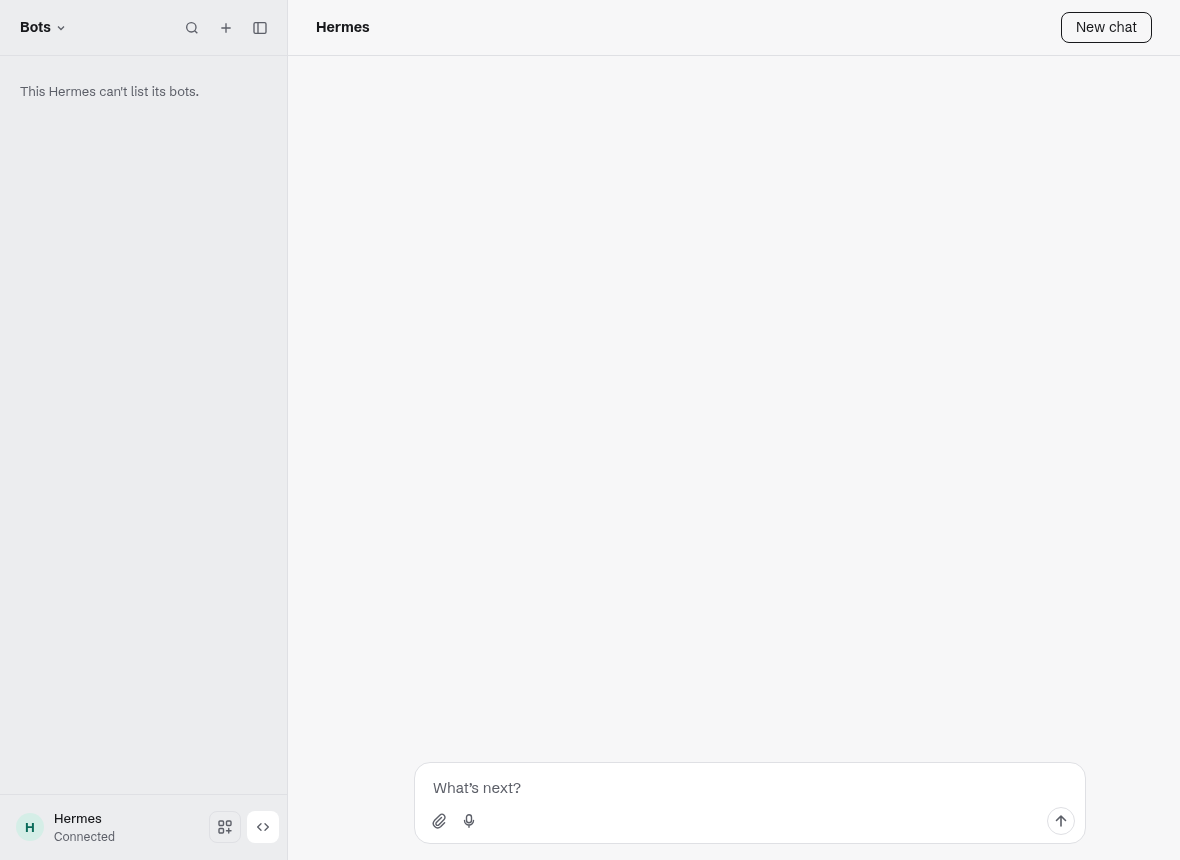 Bots
Hermes
New chat
This Hermes can't list its bots.
What's next?
H
Hermes
Connected